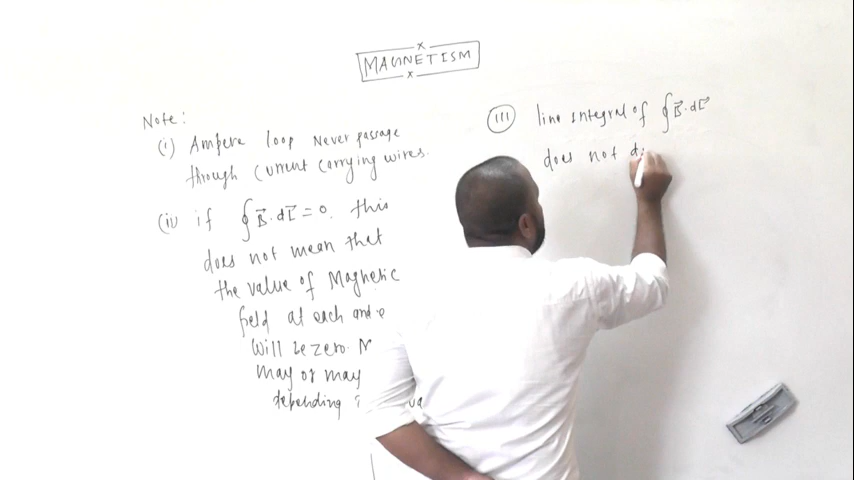 MAGNETISM
Note:
(i) Ampere loop Never passage
through Current Carrying wires.
(ii) if ∮B⃗·dl⃗ = 0. this
does not mean that
the value of Magnetic
field at each and e
Will be zero. M
may or may
depending
(III) line integral of ∮B⃗·dl⃗
does not d